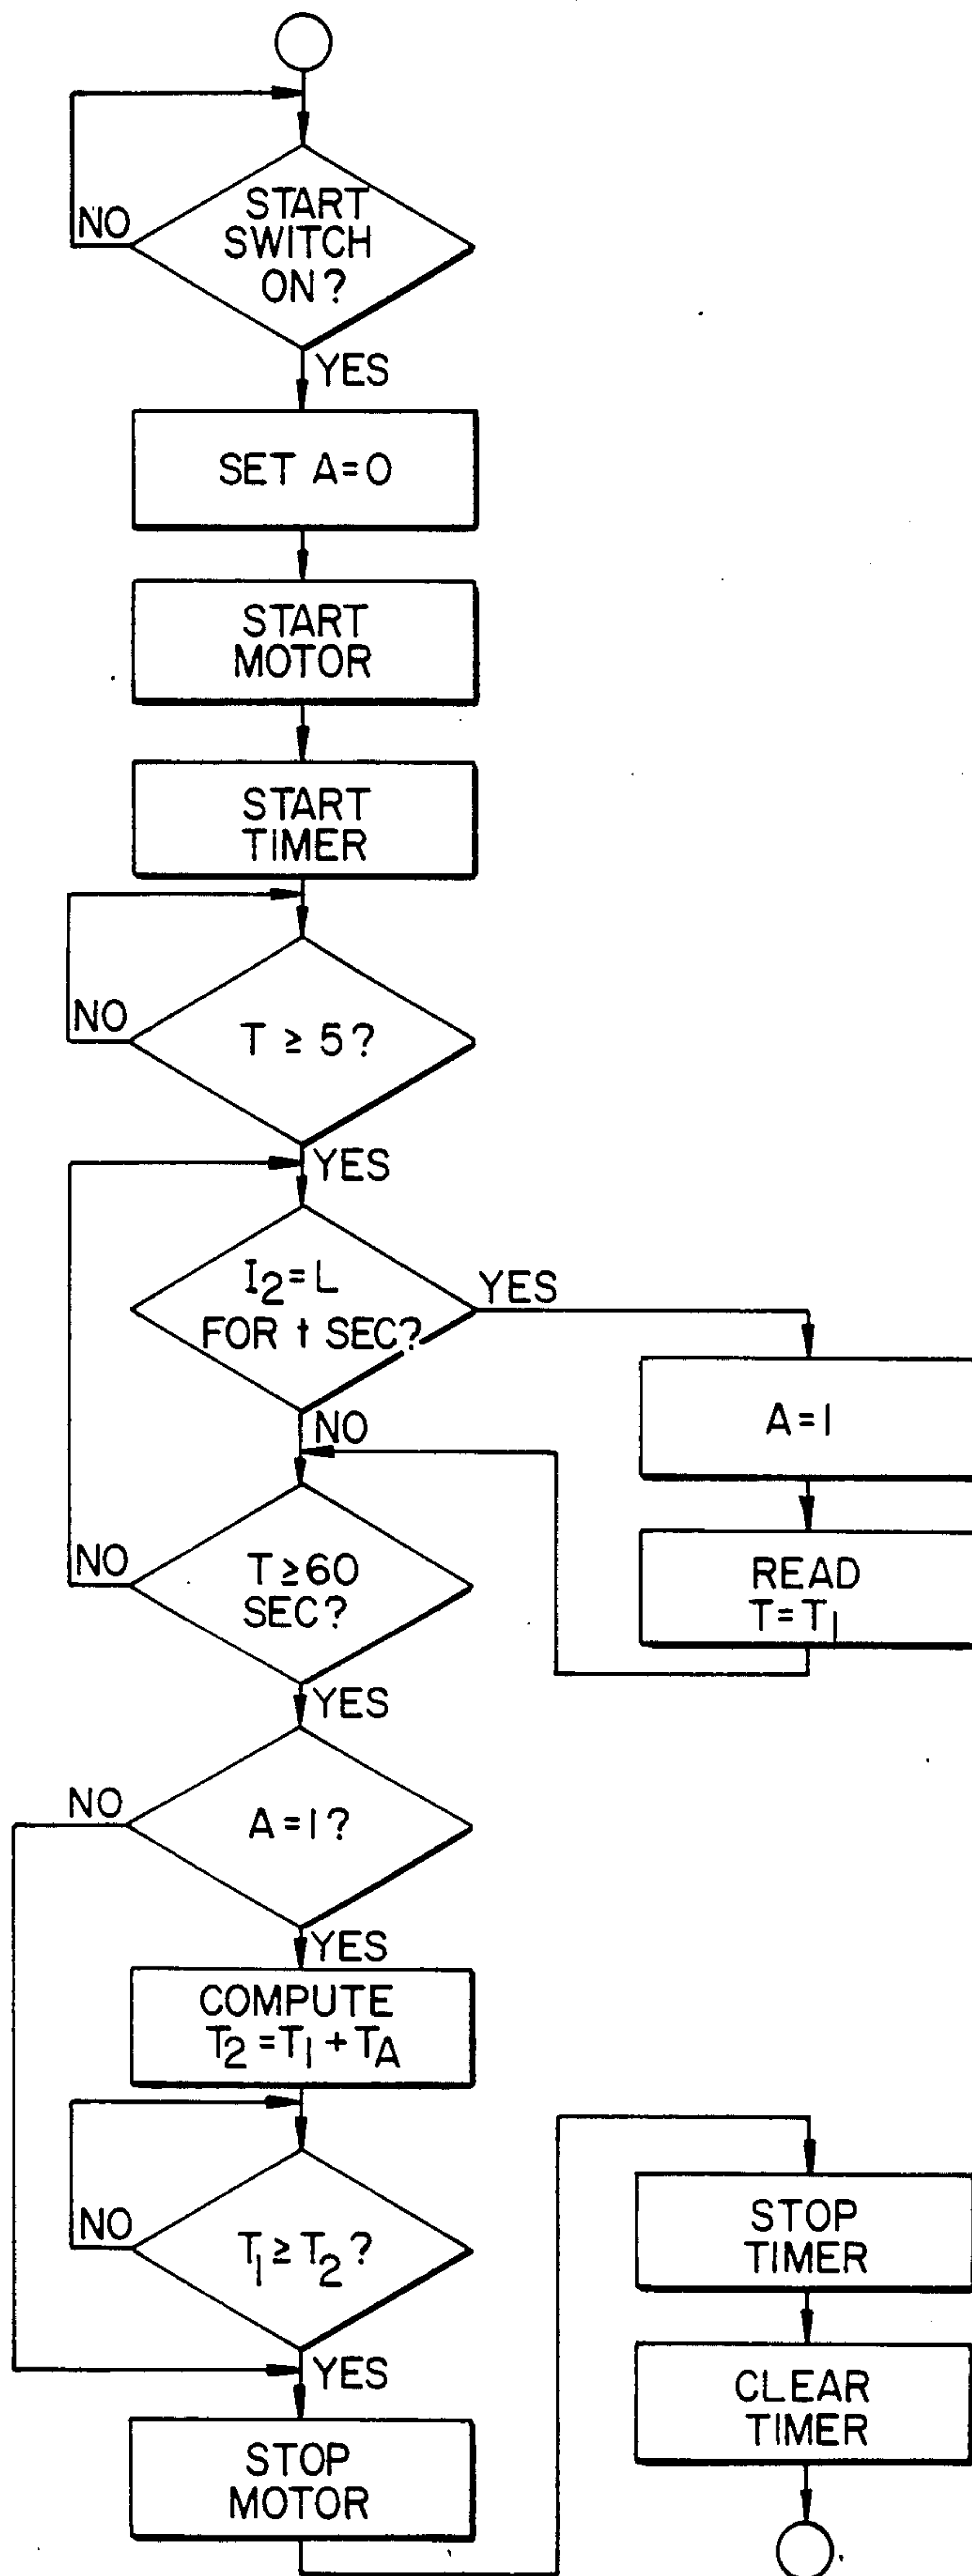 START
SWITCH
ON?
NO
YES
SET A=0
START
MOTOR
START
TIMER
T ≥ 5?
NO
YES
I₂=L
FOR t SEC?
YES
A=1
READ
T=T₁
NO
T≥60
SEC?
NO
YES
A=1?
NO
YES
COMPUTE
T₂=T₁+T_A
T₁≥T₂?
NO
YES
STOP
MOTOR
STOP
TIMER
CLEAR
TIMER